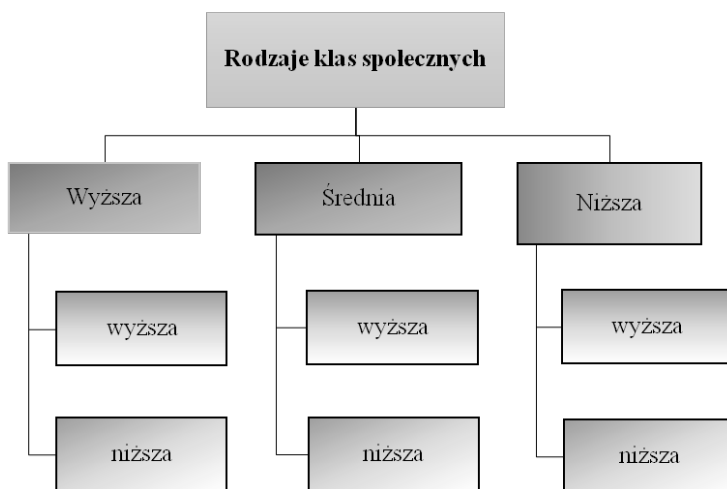 Rodzaje klas społecznych
Wyższa
Średnia
Niższa
wyższa
wyższa
wyższa
niższa
niższa
niższa